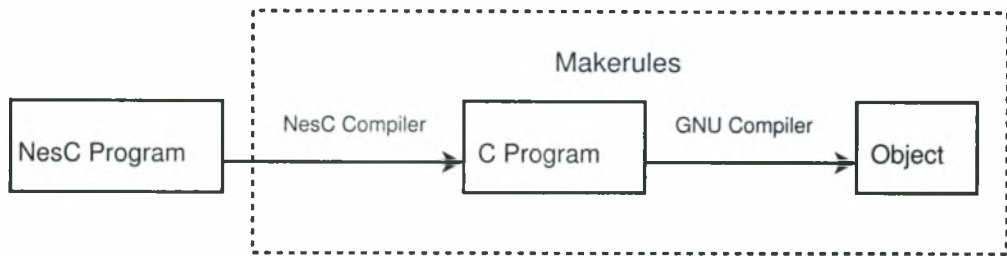 Makerules
NesC Program
NesC Compiler
C Program
GNU Compiler
Object